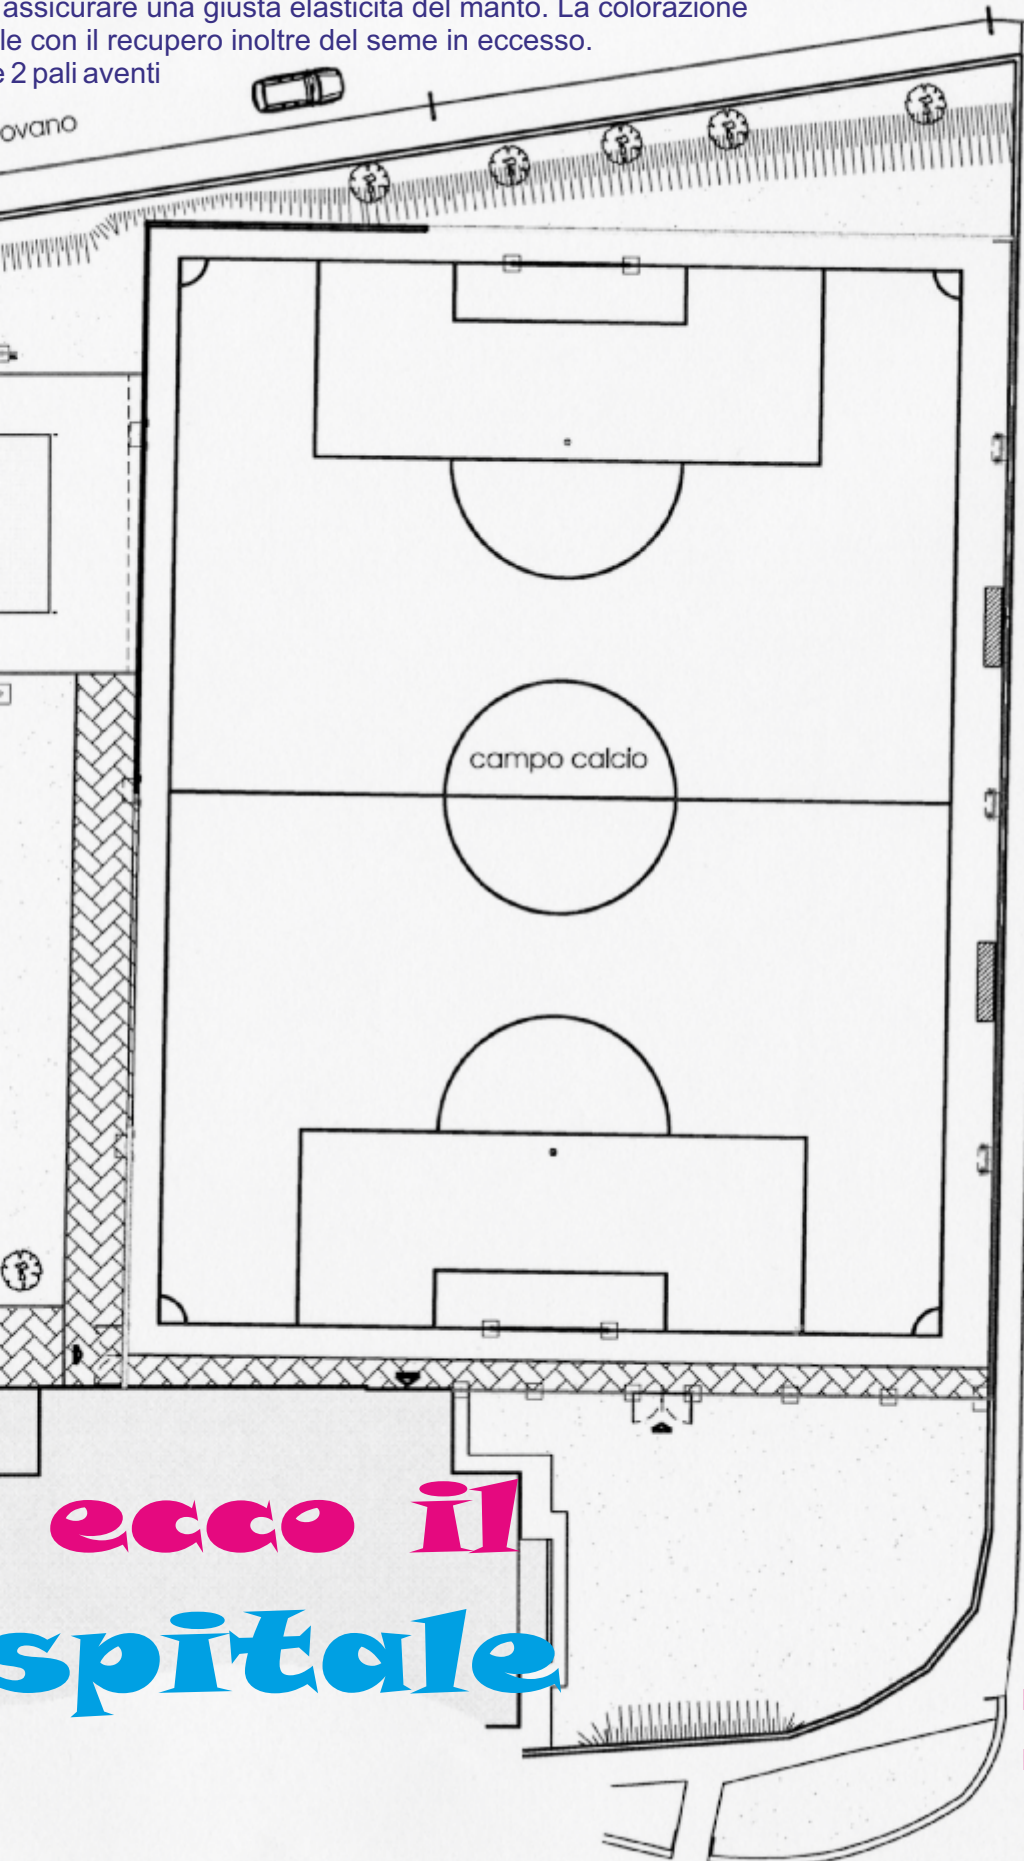 assicurare una giusta elasticità del manto. La colorazione
le con il recupero inoltre del seme in eccesso.
e 2 pali aventi
ovano
campo calcio
ecco il
spitale